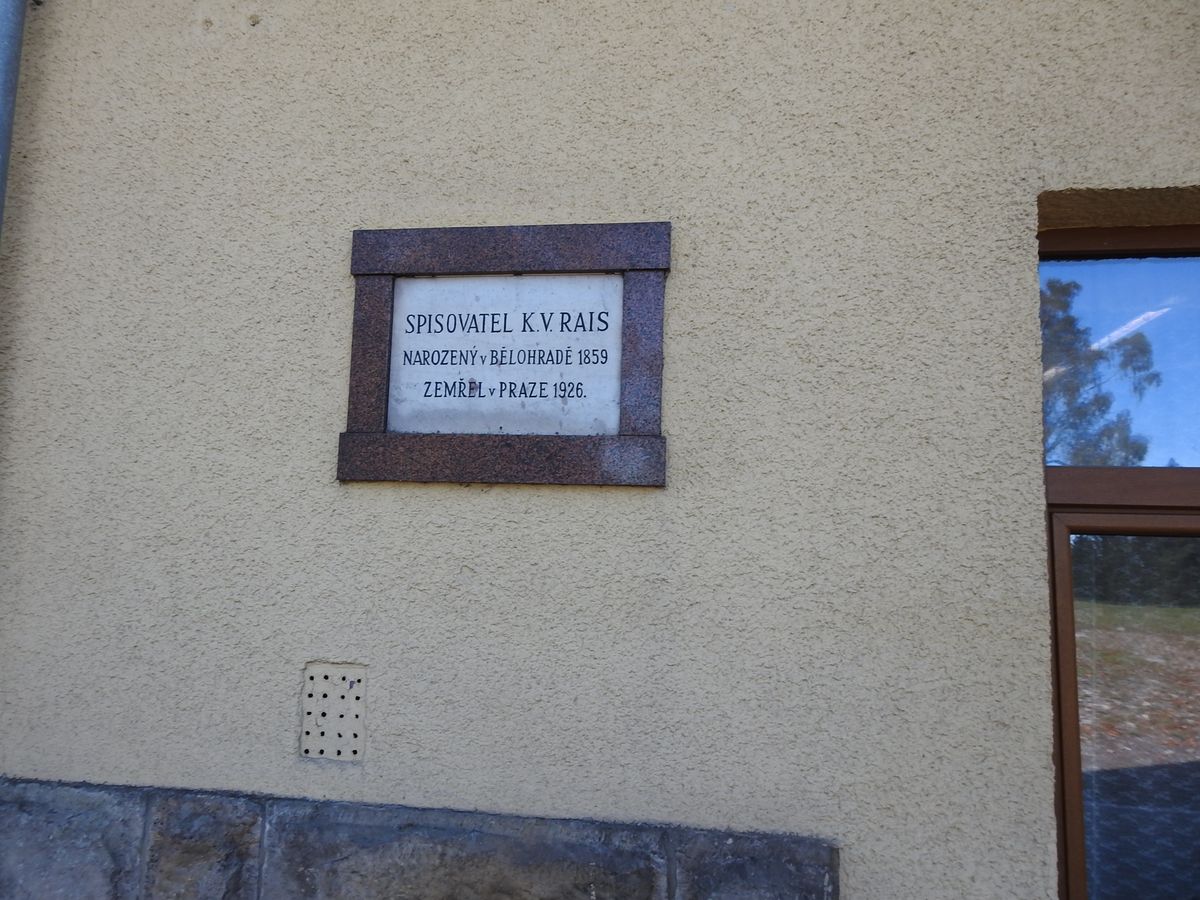 SPISOVATEL K.V. RAIS
NAROZENÝ v BĚLOHRADĚ 1859
ZEMŘEL v PRAZE 1926.